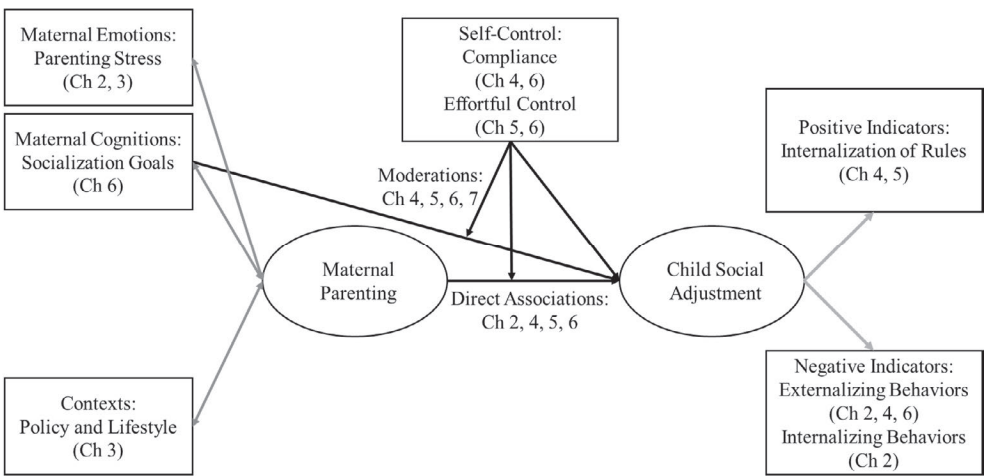 Maternal Emotions:
Parenting Stress
(Ch 2, 3)
Maternal Cognitions:
Socialization Goals
(Ch 6)
Contexts:
Policy and Lifestyle
(Ch 3)
Self-Control:
Compliance
(Ch 4, 6)
Effortful Control
(Ch 5, 6)
Moderations:
Ch 4, 5, 6, 7
Maternal
Parenting
Direct Associations:
Ch 2, 4, 5, 6
Child Social
Adjustment
Positive Indicators:
Internalization of Rules
(Ch 4, 5)
Negative Indicators:
Externalizing Behaviors
(Ch 2, 4, 6)
Internalizing Behaviors
(Ch 2)